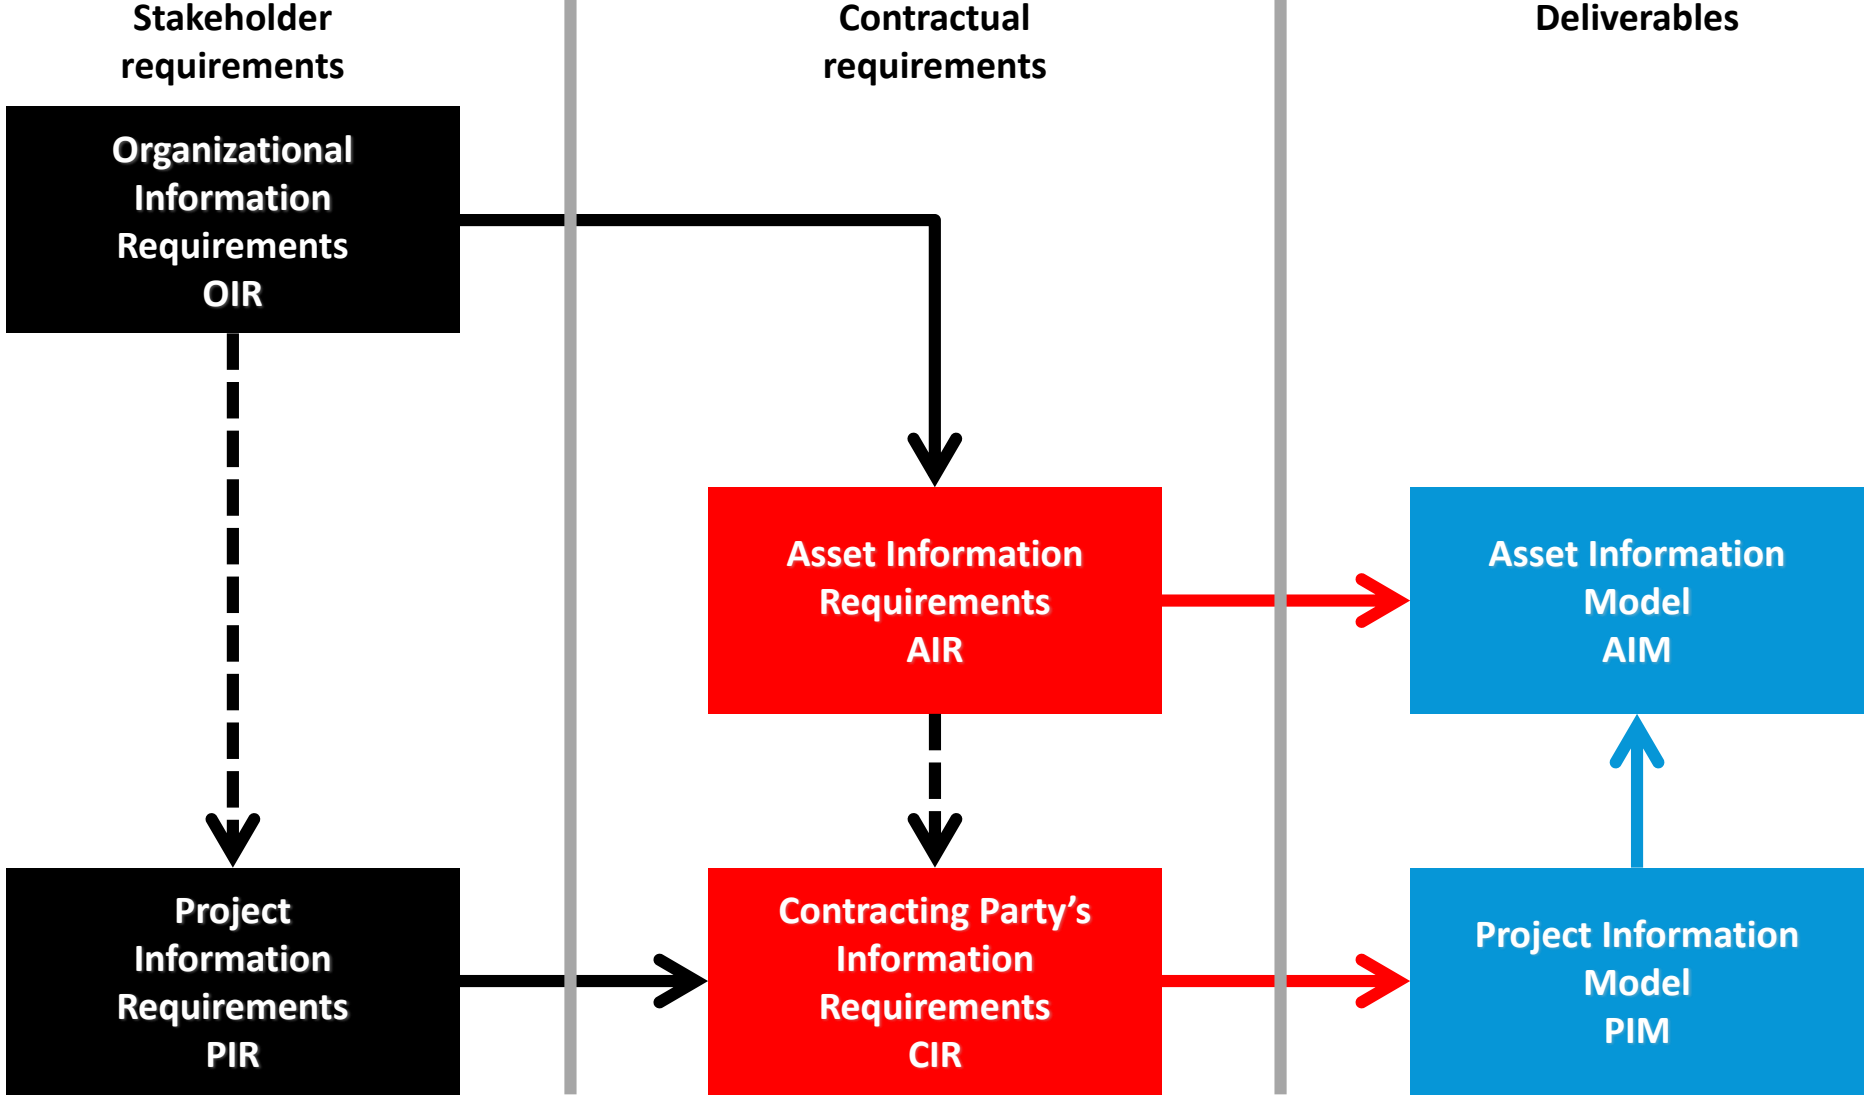 Stakeholder
requirements
Contractual
requirements
Deliverables
Organizational
Information
Requirements
OIR
Asset Information
Requirements
AIR
Asset Information
Model
AIM
Project
Information
Requirements
PIR
Contracting Party’s
Information
Requirements
CIR
Project Information
Model
PIM